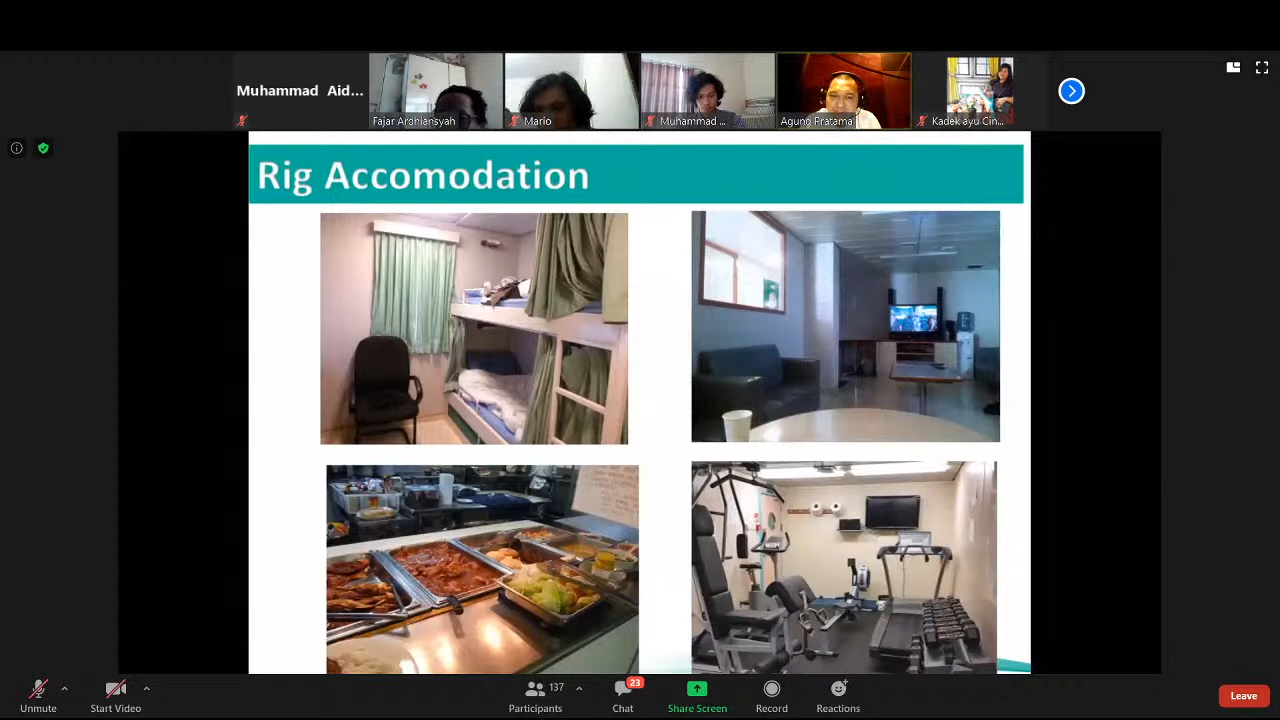 Muhammad Aid...
Fajar Ardhiansyah
Mario
Muhammad ...
Agung Pratama
Kadek ayu Cin...
Rig Accomodation
Unmute
Start Video
137
Participants
23
Chat
Share Screen
Record
Reactions
Leave